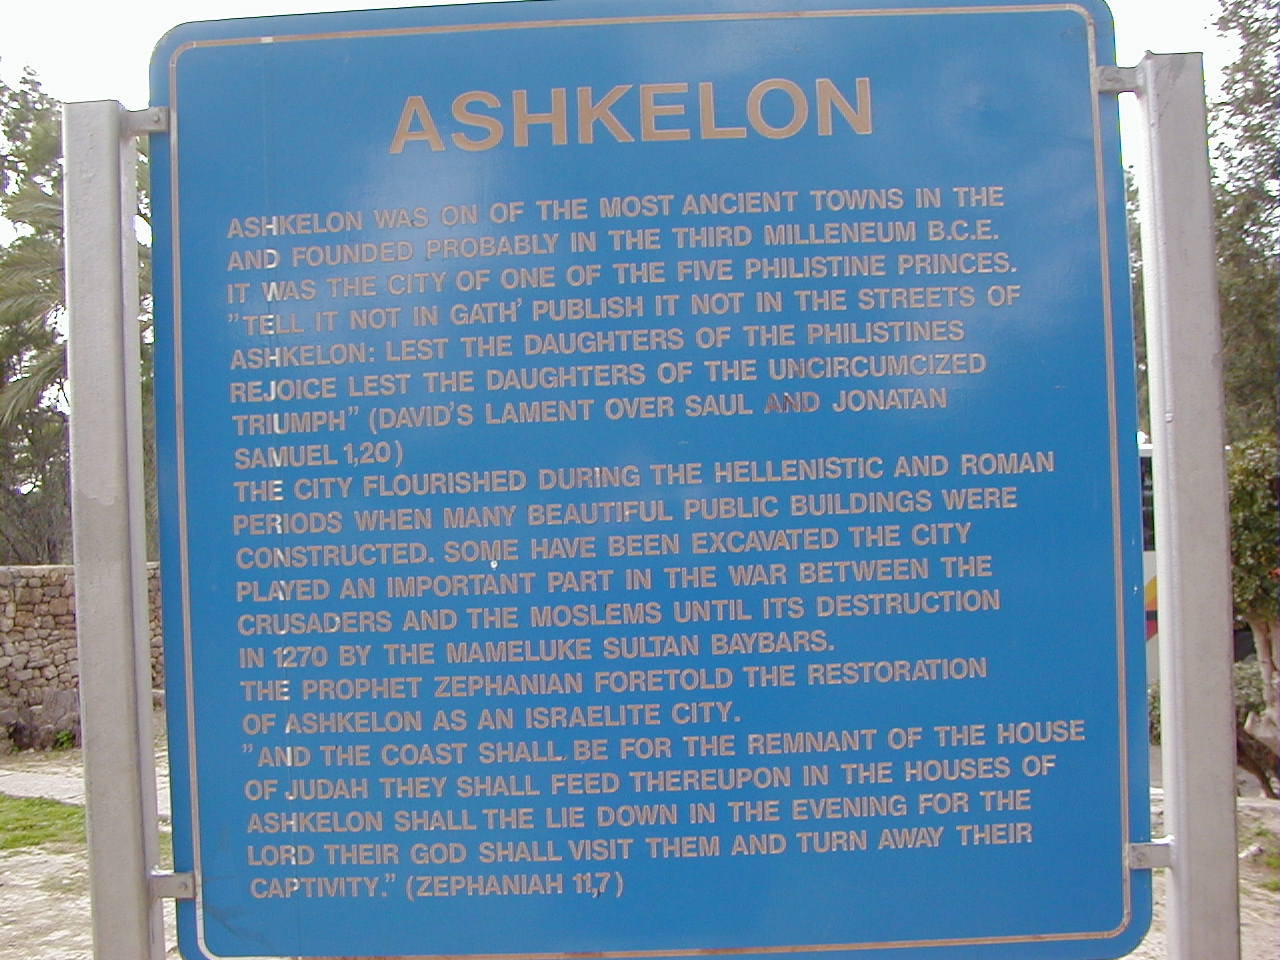 ASHKELON
ASHKELON WAS ON OF THE MOST ANCIENT TOWNS IN THE
AND FOUNDED PROBABLY IN THE THIRD MILLENEUM B.C.E.
IT WAS THE CITY OF ONE OF THE FIVE PHILISTINE PRINCES.
"TELL IT NOT IN GATH' PUBLISH IT NOT IN THE STREETS OF
ASHKELON: LEST THE DAUGHTERS OF THE PHILISTINES
REJOICE LEST THE DAUGHTERS OF THE UNCIRCUMCIZED
TRIUMPH" (DAVID'S LAMENT OVER SAUL AND JONATAN
SAMUEL 1,20)
THE CITY FLOURISHED DURING THE HELLENISTIC AND ROMAN
PERIODS WHEN MANY BEAUTIFUL PUBLIC BUILDINGS WERE
CONSTRUCTED. SOME HAVE BEEN EXCAVATED THE CITY
PLAYED AN IMPORTANT PART IN THE WAR BETWEEN THE
CRUSADERS AND THE MOSLEMS UNTIL ITS DESTRUCTION
IN 1270 BY THE MAMELUKE SULTAN BAYBARS.
THE PROPHET ZEPHANIAN FORETOLD THE RESTORATION
OF ASHKELON AS AN ISRAELITE CITY.
"AND THE COAST SHALL BE FOR THE REMNANT OF THE HOUSE
OF JUDAH THEY SHALL FEED THEREUPON IN THE HOUSES OF
ASHKELON SHALL THE LIE DOWN IN THE EVENING FOR THE
LORD THEIR GOD SHALL VISIT THEM AND TURN AWAY THEIR
CAPTIVITY." (ZEPHANIAH 11,7)